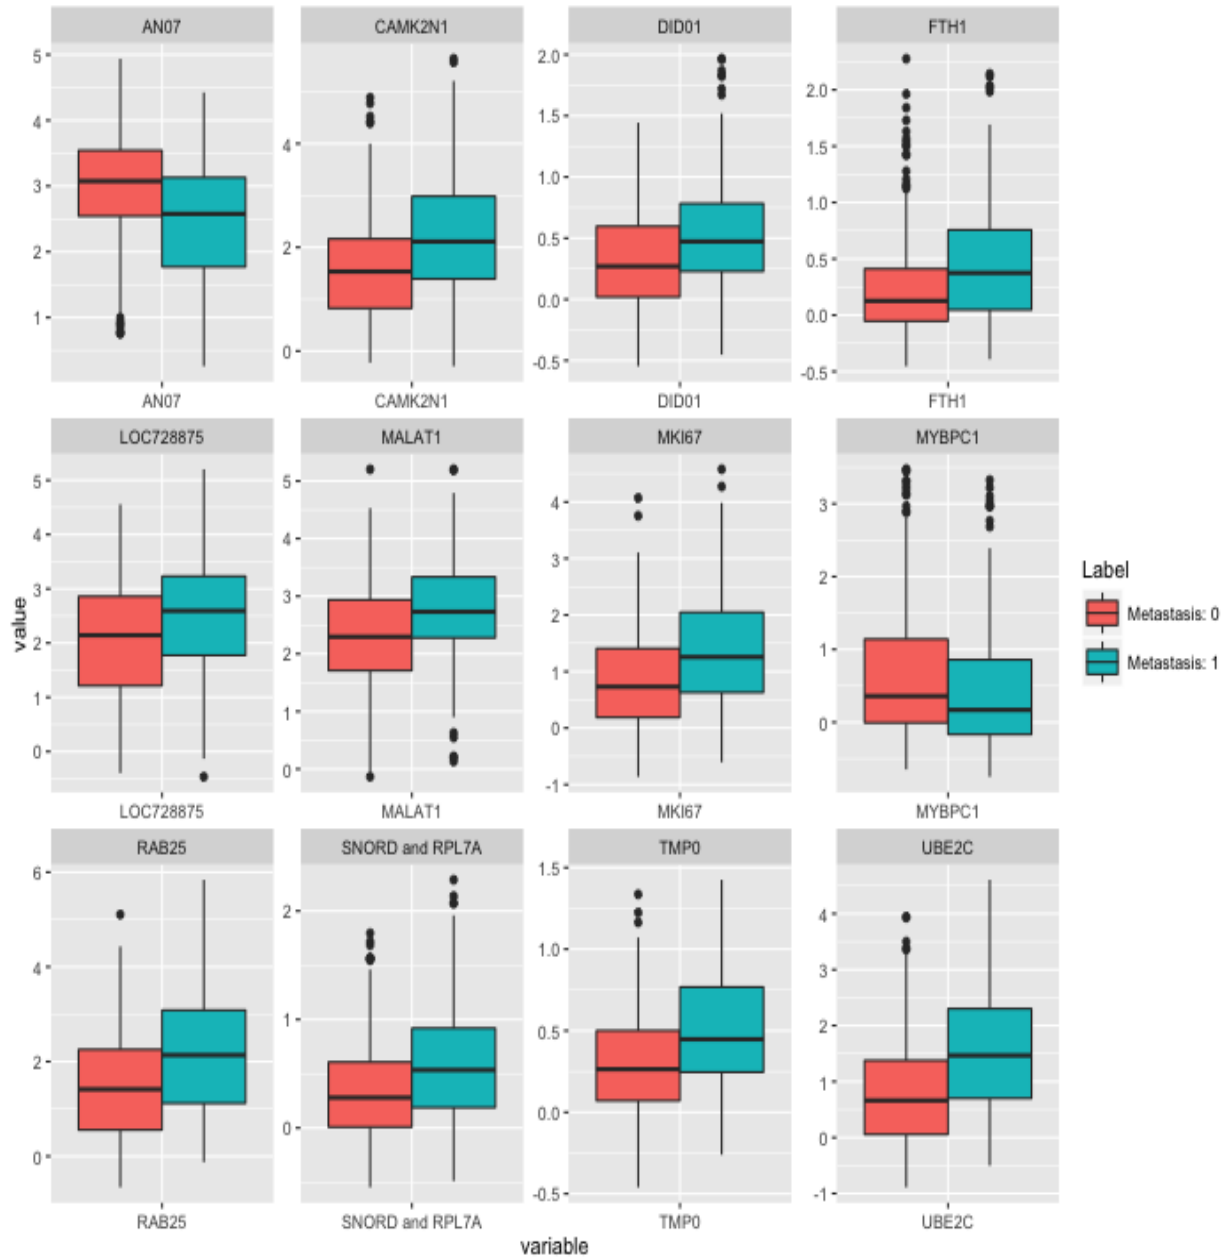 AN07 CAMK2N1 DID01 FTH1
5 4 3 2 1
4 2 0
2.0 1.5 1.0 0.5 0.0 -0.5
2.0 1.5 1.0 0.5 0.0 -0.5
AN07 CAMK2N1 DID01 FTH1
LOC728875 MALAT1 MKI67 MYBPC1
value
5 4 3 2 1 0
5 4 3 2 1 0
4 3 2 1 0 -1
3 2 1 0
LOC728875 MALAT1 MKI67 MYBPC1
RAB25 SNORD and RPL7A TMP0 UBE2C
6 4 2 0
2 1 0
1.5 1.0 0.5 0.0 -0.5
4 3 2 1 0 -1
RAB25 SNORD and RPL7A TMP0 UBE2C
variable
Label
Metastasis: 0
Metastasis: 1